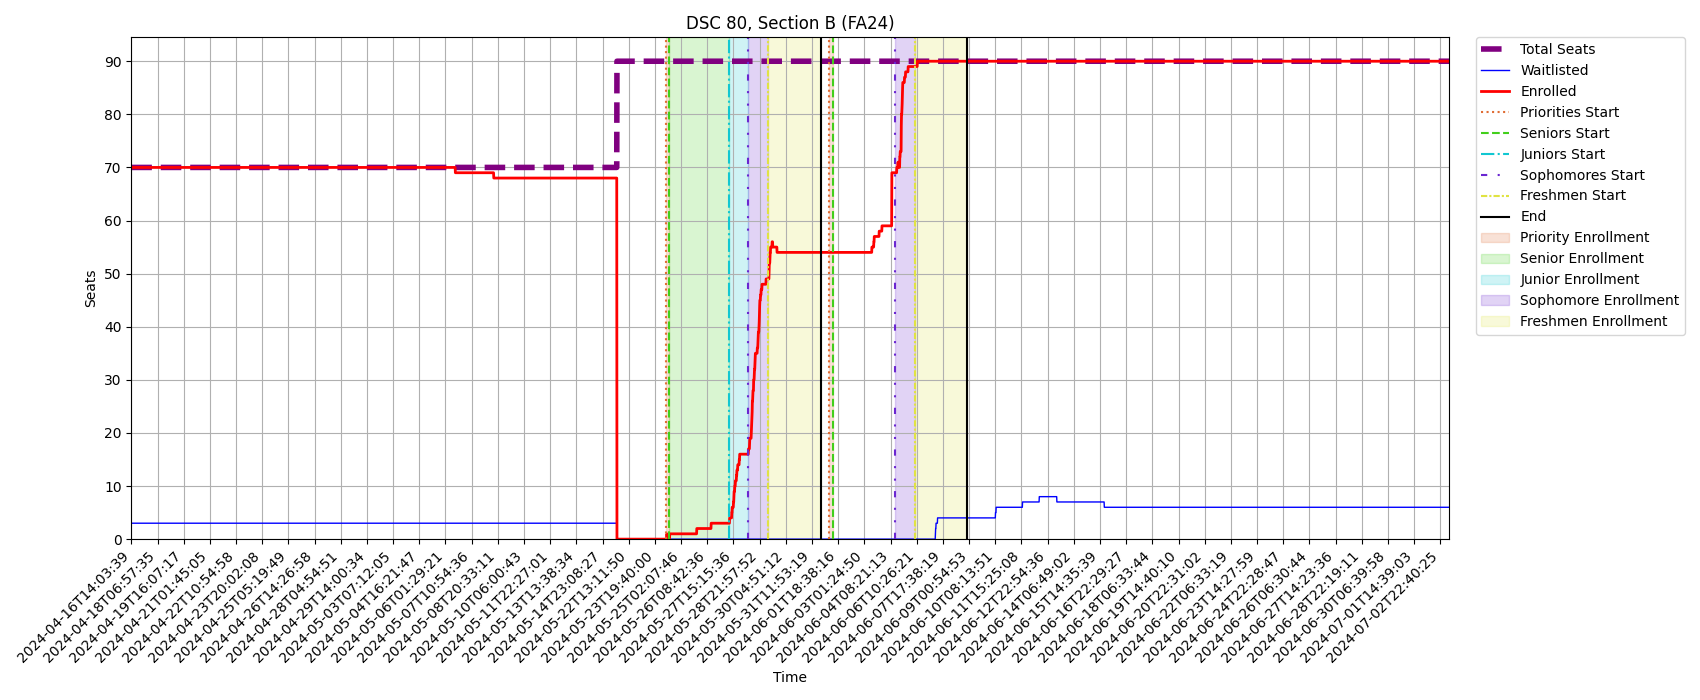 DSC 80, Section B (FA24)
Seats
90
80
70
60
50
40
30
20
10
0
2024-04-16T14:03:39
2024-04-18T06:57:35
2024-04-19T16:07:17
2024-04-21T01:45:05
2024-04-22T10:54:58
2024-04-23T20:02:08
2024-04-25T05:19:49
2024-04-26T14:26:58
2024-04-28T04:54:51
2024-04-29T14:00:34
2024-05-03T07:12:05
2024-05-04T16:21:47
2024-05-06T01:29:21
2024-05-07T10:54:36
2024-05-08T20:33:11
2024-05-10T06:00:43
2024-05-11T22:27:01
2024-05-13T13:38:34
2024-05-14T23:08:27
2024-05-22T13:11:50
2024-05-23T19:40:00
2024-05-25T02:07:46
2024-05-26T08:42:36
2024-05-27T15:15:36
2024-05-28T21:57:52
2024-05-30T04:51:12
2024-05-31T11:53:19
2024-06-01T18:38:16
2024-06-03T01:24:50
2024-06-04T08:21:13
2024-06-06T10:26:21
2024-06-07T17:38:19
2024-06-09T00:54:53
2024-06-10T08:13:51
2024-06-11T15:25:08
2024-06-12T22:54:36
2024-06-14T06:49:02
2024-06-15T14:35:39
2024-06-16T22:29:27
2024-06-18T06:33:44
2024-06-19T14:40:10
2024-06-20T22:31:02
2024-06-22T06:33:19
2024-06-23T14:27:59
2024-06-24T22:28:47
2024-06-26T06:30:44
2024-06-27T14:23:36
2024-06-28T22:19:11
2024-06-30T06:39:58
2024-07-01T14:39:03
2024-07-02T22:40:25
Time
Total Seats
Waitlisted
Enrolled
Priorities Start
Seniors Start
Juniors Start
Sophomores Start
Freshmen Start
End
Priority Enrollment
Senior Enrollment
Junior Enrollment
Sophomore Enrollment
Freshmen Enrollment